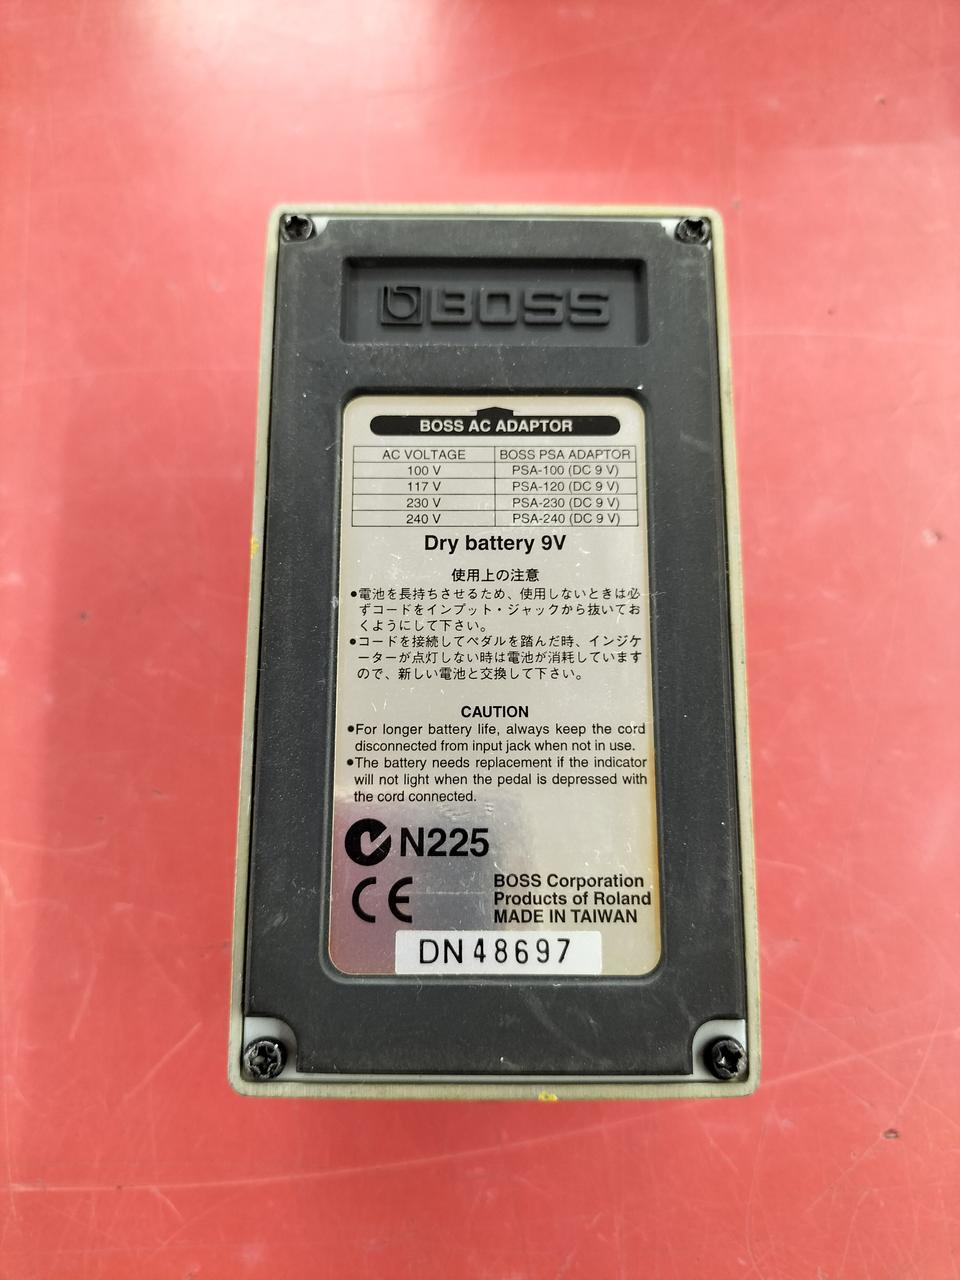 BOSS
BOSS AC ADAPTOR
AC VOLTAGE BOSS PSA ADAPTOR
100 V PSA-100 (DC 9 V)
117 V PSA-120 (DC 9 V)
230 V PSA-230 (DC 9 V)
240 V PSA-240 (DC 9 V)
Dry battery 9V
使用上の注意
●電池を長持ちさせるため、使用しないときは必
ずコードをインプット・ジャックから抜いてお
くようにして下さい。
●コードを接続してペダルを踏んだ時、インジケ
ーターが点灯しない時は電池が消耗しています
ので、新しい電池と交換して下さい。
CAUTION
●For longer battery life, always keep the cord
disconnected from input jack when not in use.
●The battery needs replacement if the indicator
will not light when the pedal is depressed with
the cord connected.
N225
CE
BOSS Corporation
Products of Roland
MADE IN TAIWAN
DN48697